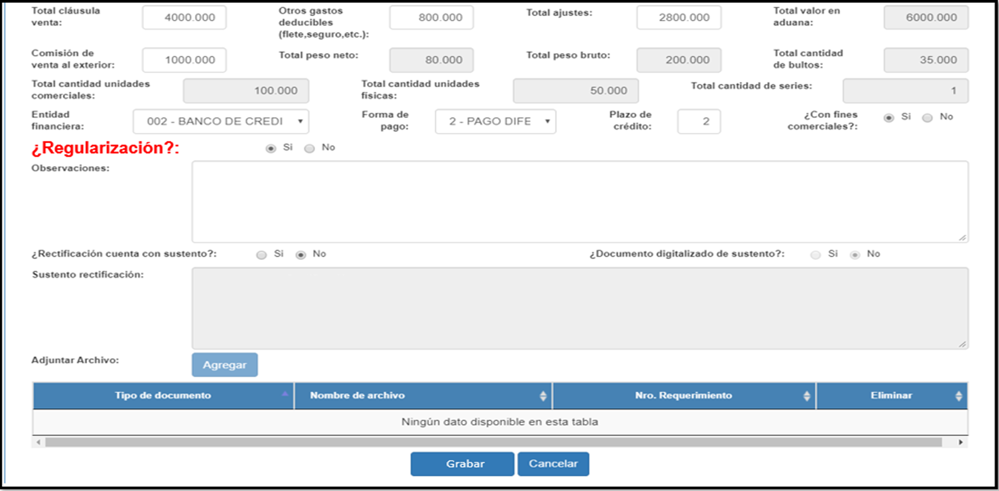 Total cláusula venta: 4000.000 Otros gastos deducibles (flete,seguro,etc.): 800.000 Total ajustes: 2800.000 Total valor en aduana: 6000.000
Comisión de venta al exterior: 1000.000 Total peso neto: 80.000 Total peso bruto: 200.000 Total cantidad de bultos: 35.000
Total cantidad unidades comerciales: 100.000 Total cantidad unidades físicas: 50.000 Total cantidad de series: 1
Entidad financiera: 002 - BANCO DE CREDI Forma de pago: 2 - PAGO DIFE Plazo de crédito: 2 ¿Con fines comerciales?: Si No
¿Regularización?: Si No
Observaciones:
¿Rectificación cuenta con sustento?: Si No ¿Documento digitalizado de sustento?: Si No
Sustento rectificación:
Adjuntar Archivo: Agregar
Tipo de documento Nombre de archivo Nro. Requerimiento Eliminar
Ningún dato disponible en esta tabla
Grabar Cancelar